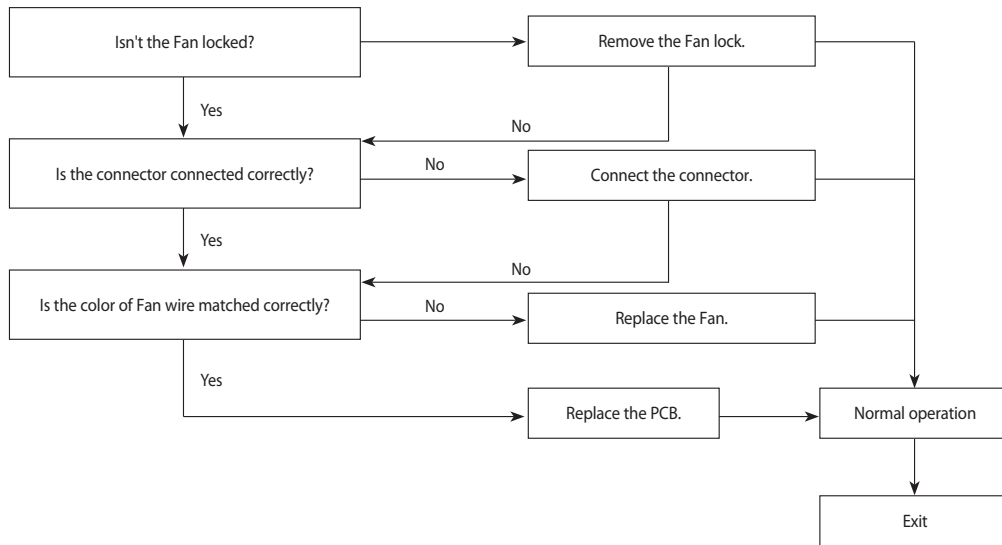 Isn't the Fan locked?
Remove the Fan lock.
Yes
No
Is the connector connected correctly?
No
Connect the connector.
Yes
No
Is the color of Fan wire matched correctly?
No
Replace the Fan.
Yes
Replace the PCB.
Normal operation
Exit